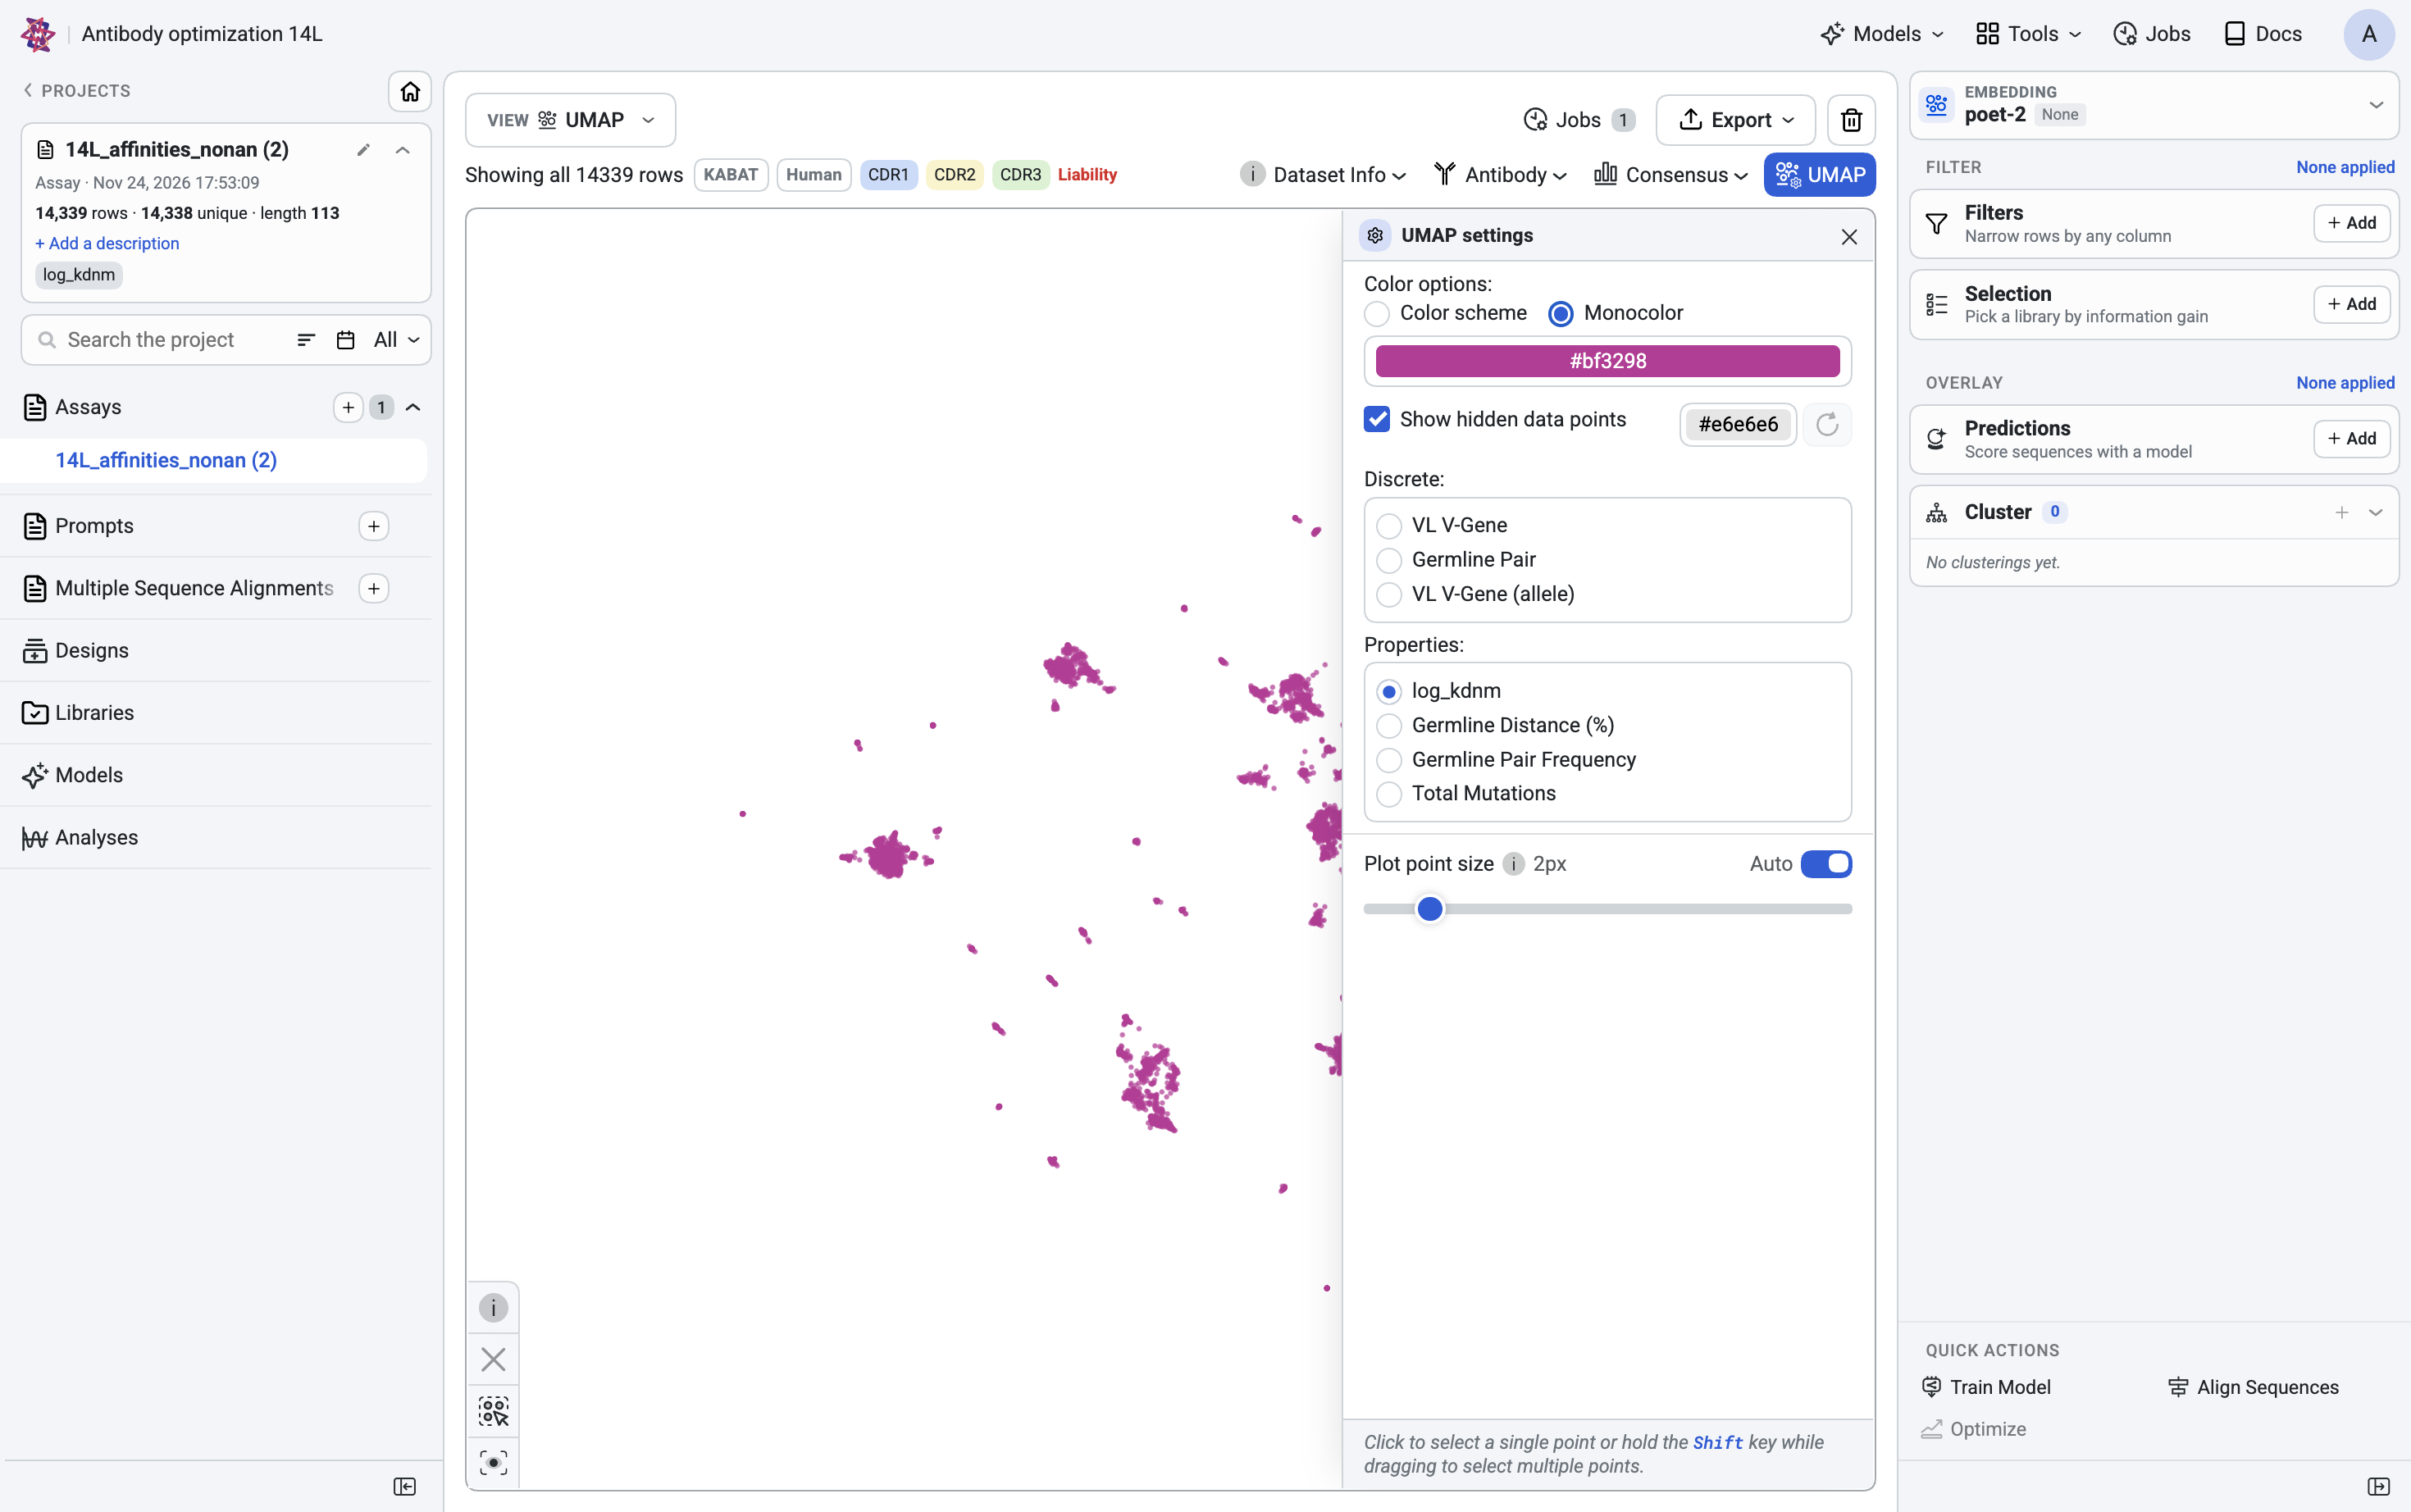 Antibody optimization 14L
Models
Tools
Jobs
Docs
A
PROJECTS
14L_affinities_nonan (2)
Assay · Nov 24, 2026 17:53:09
14,339 rows · 14,338 unique · length 113
+ Add a description
log_kdnm
Search the project
All
Assays
1
14L_affinities_nonan (2)
Prompts
Multiple Sequence Alignments
Designs
Libraries
Models
Analyses
VIEW UMAP
Jobs 1
Export
Showing all 14339 rows
KABAT
Human
CDR1
CDR2
CDR3
Liability
Dataset Info
Antibody
Consensus
UMAP
UMAP settings
Color options:
Color scheme
Monocolor
#bf3298
Show hidden data points
#e6e6e6
Discrete:
VL V-Gene
Germline Pair
VL V-Gene (allele)
Properties:
log_kdnm
Germline Distance (%)
Germline Pair Frequency
Total Mutations
Plot point size i 2px
Auto
Click to select a single point or hold the Shift key while
dragging to select multiple points.
EMBEDDING
poet-2 None
FILTER
None applied
Filters
Narrow rows by any column
+ Add
Selection
Pick a library by information gain
+ Add
OVERLAY
None applied
Predictions
Score sequences with a model
+ Add
Cluster 0
No clusterings yet.
QUICK ACTIONS
Train Model
Align Sequences
Optimize